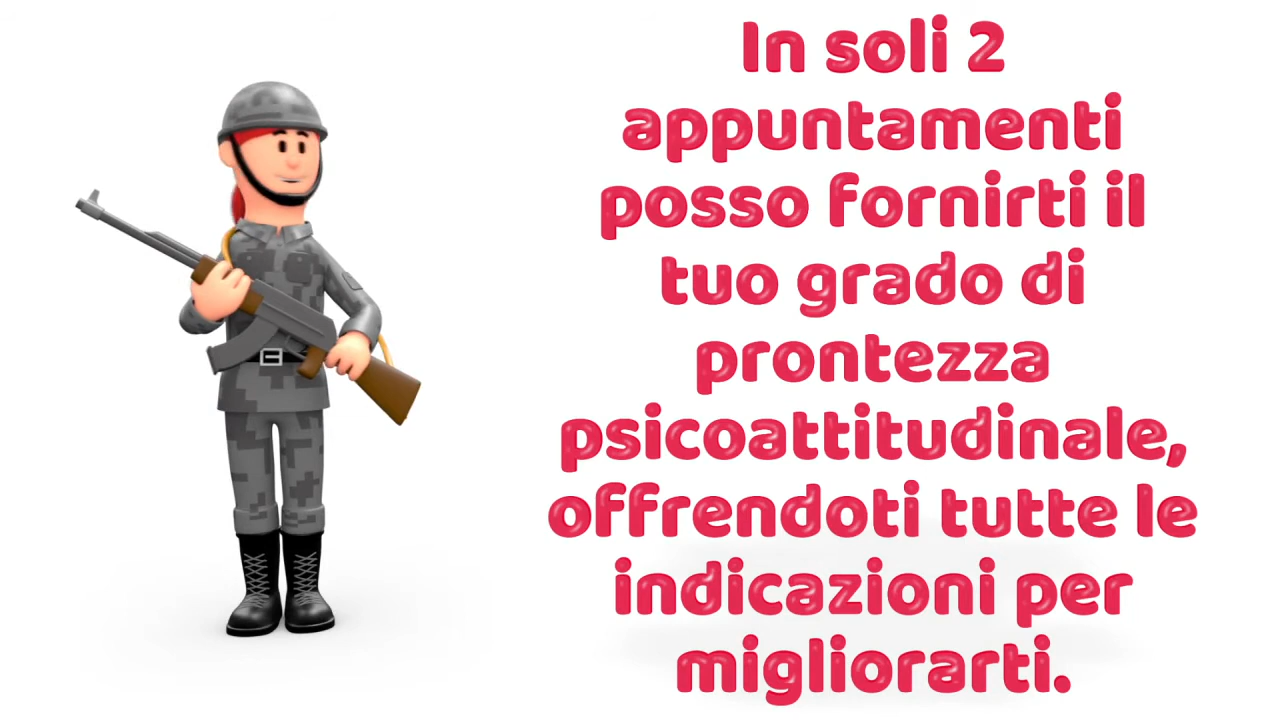 In soli 2
appuntamenti
posso fornirti il
tuo grado di
prontezza
psicoattitudinale,
offrendoti tutte le
indicazioni per
migliorarti.